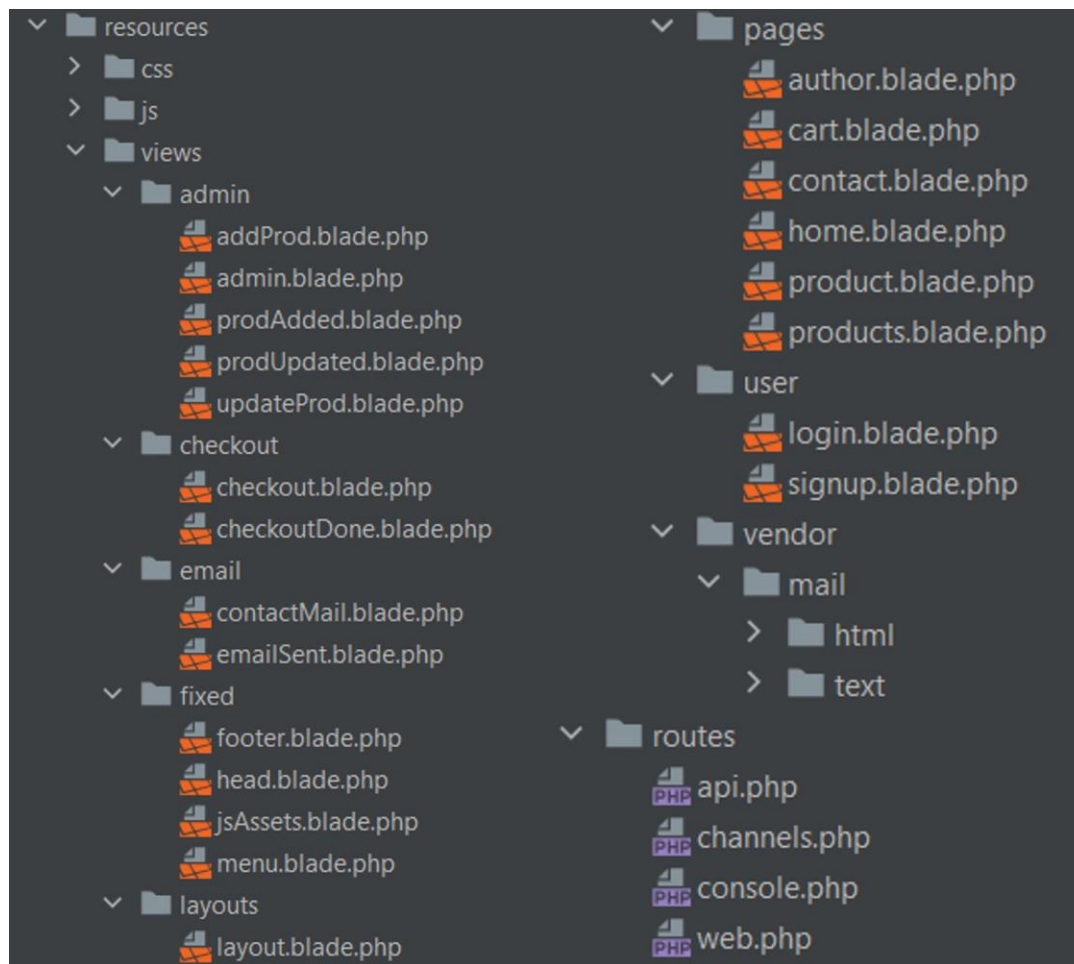 resources
css
js
views
admin
addProd.blade.php
admin.blade.php
prodAdded.blade.php
prodUpdated.blade.php
updateProd.blade.php
checkout
checkout.blade.php
checkoutDone.blade.php
email
contactMail.blade.php
emailSent.blade.php
fixed
footer.blade.php
head.blade.php
jsAssets.blade.php
menu.blade.php
layouts
layout.blade.php
pages
author.blade.php
cart.blade.php
contact.blade.php
home.blade.php
product.blade.php
products.blade.php
user
login.blade.php
signup.blade.php
vendor
mail
html
text
routes
PHP api.php
PHP channels.php
PHP console.php
PHP web.php